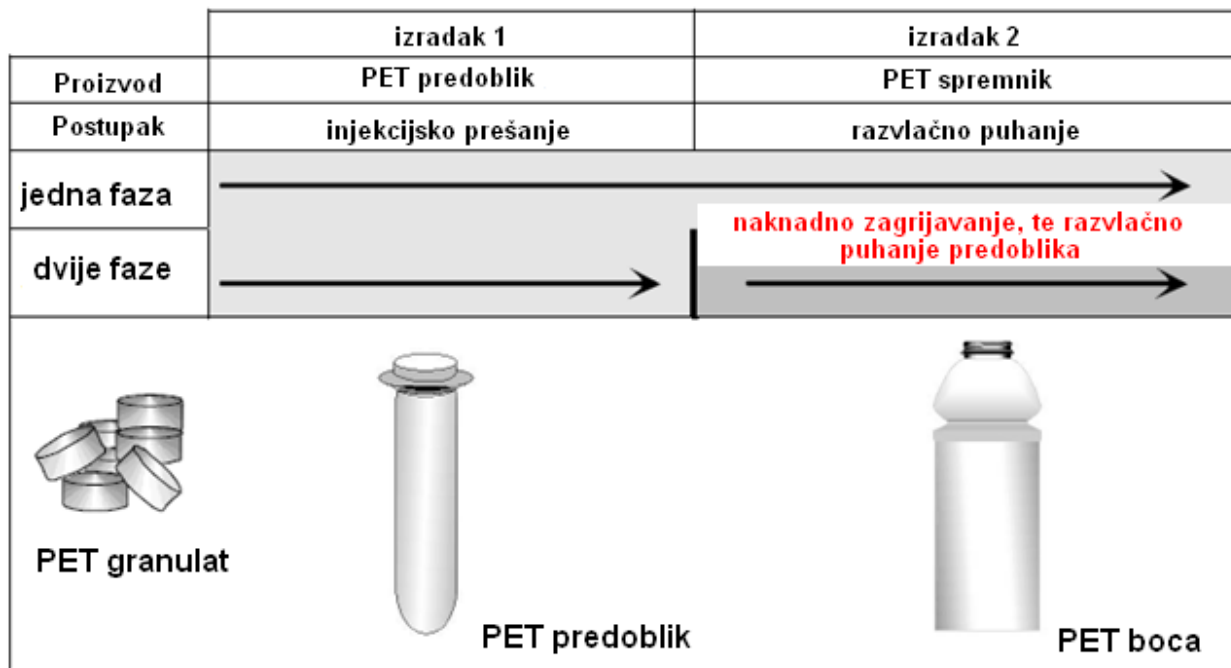 izradak 1 izradak 2
Proizvod PET predoblik PET spremnik
Postupak injekcijsko prešanje razvlačno puhanje
jedna faza
naknadno zagrijavanje, te razvlačno
puhanje predoblika
dvije faze
PET granulat
PET predoblik
PET boca